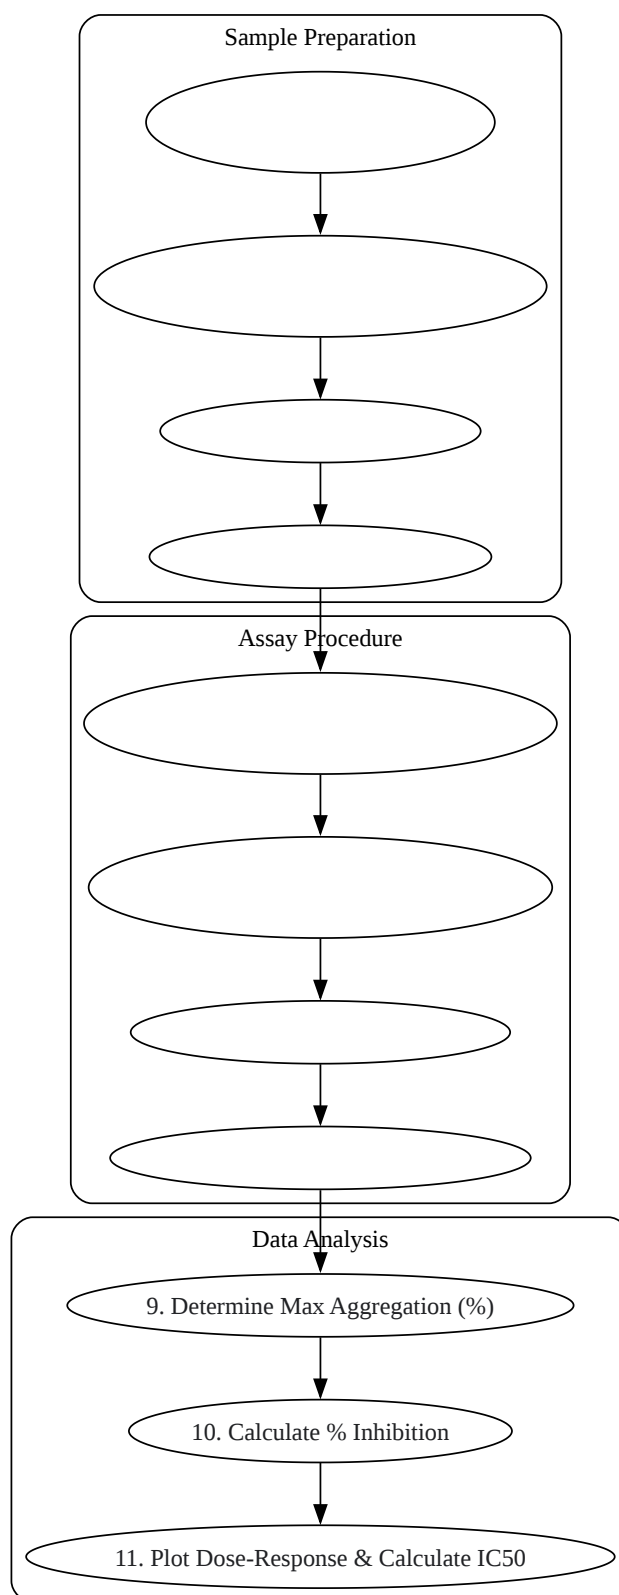 Sample Preparation
Assay Procedure
Data Analysis
9. Determine Max Aggregation (%)
10. Calculate % Inhibition
11. Plot Dose-Response & Calculate IC50